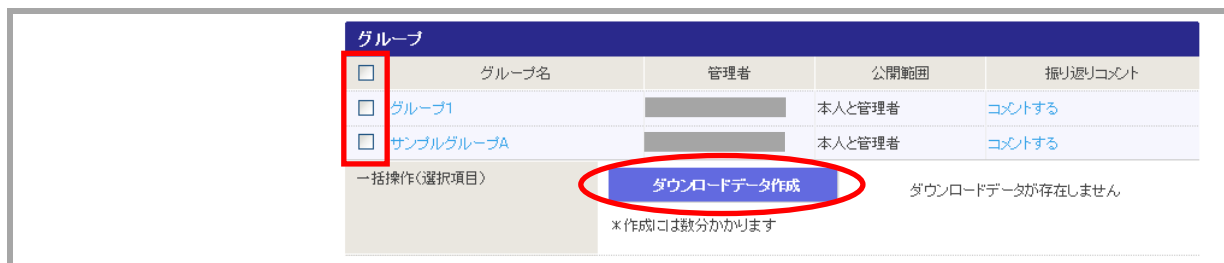 グループ
グループ名 管理者 公開範囲 振り返りコメント
グループ1 本人と管理者 コメントする
サンプルグループA 本人と管理者 コメントする
一括操作(選択項目) ダウンロードデータ作成 ダウンロードデータが存在しません
*作成には数分かかります